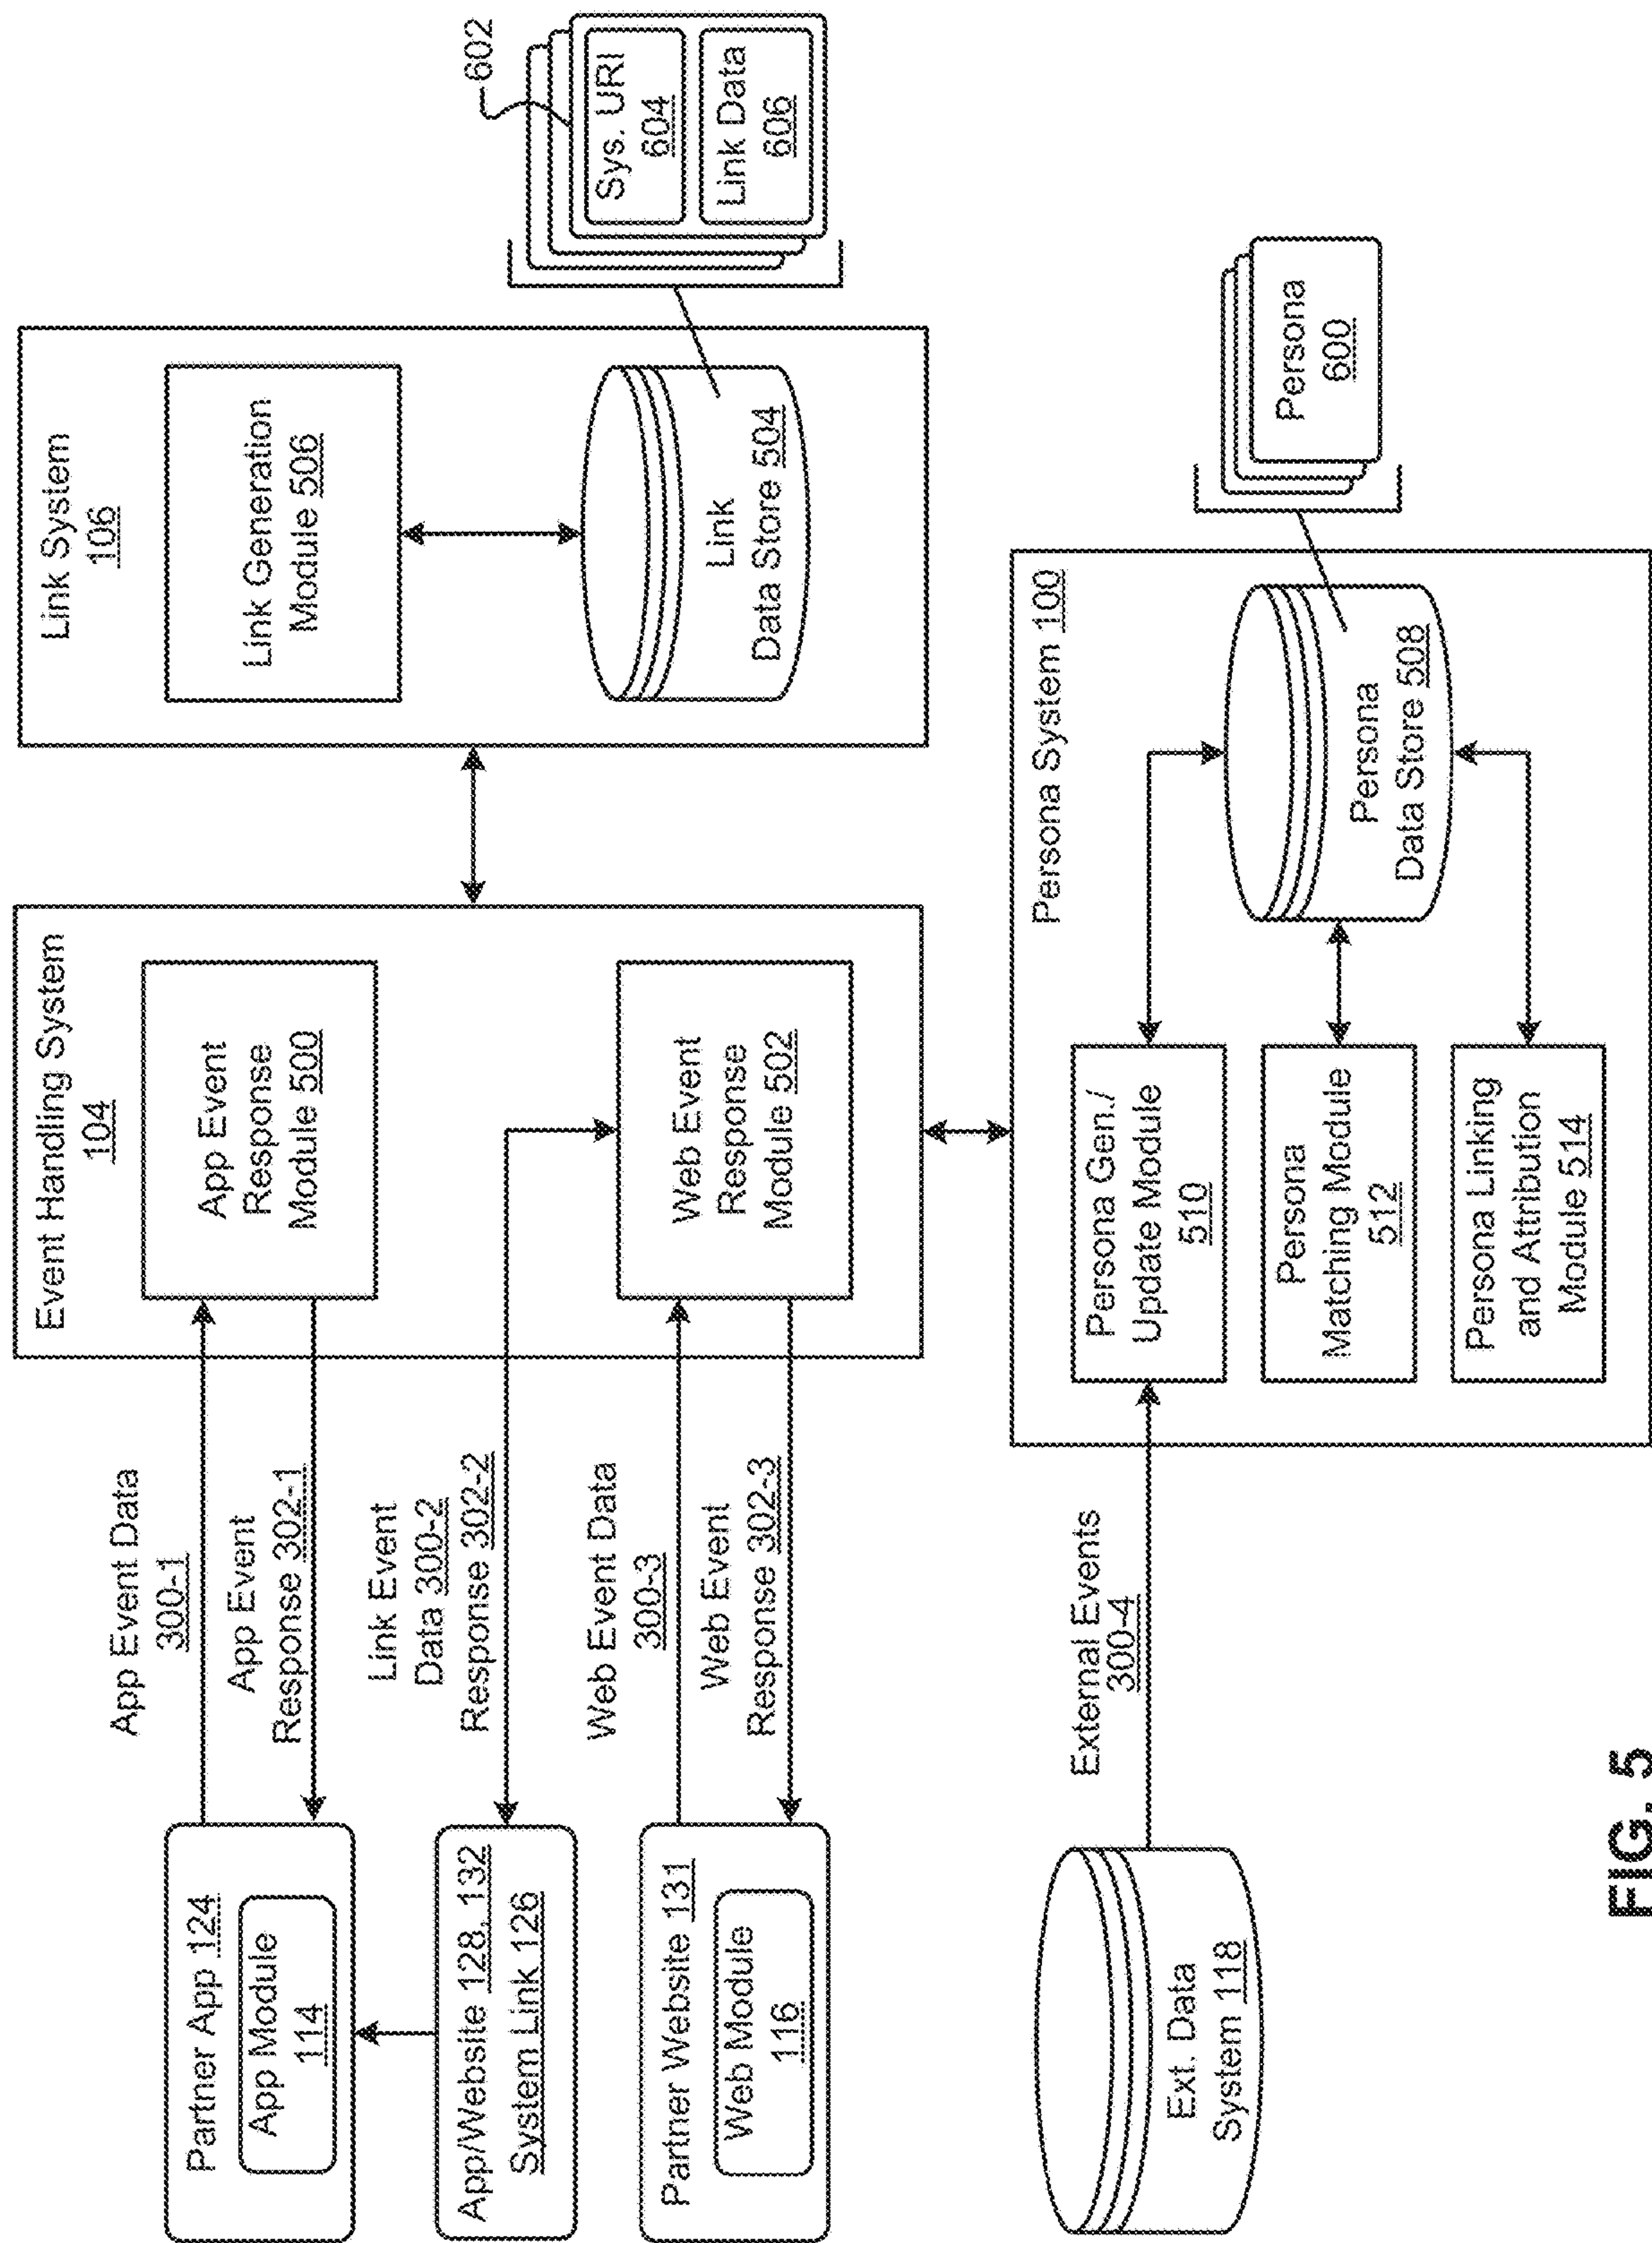 Partner App 124
App Module
114
App/Website 128, 132
System Link 126
Partner Website 131
Web Module
116
Ext. Data
System 118
App Event Data
300-1
App Event
Response 302-1
Link Event
Data 300-2
Response 302-2
Web Event Data
300-3
Web Event
Response 302-3
External Events
300-4
Event Handling System
104
App Event
Response
Module 500
Web Event
Response
Module 502
Link System
106
Link Generation
Module 506
Link
Data Store 504
602
Sys. URI
604
Link Data
606
Persona System 100
Persona Gen./
Update Module
510
Persona
Matching Module
512
Persona Linking
and Attribution
Module 514
Persona
Data Store 508
Persona
600
FIG. 5